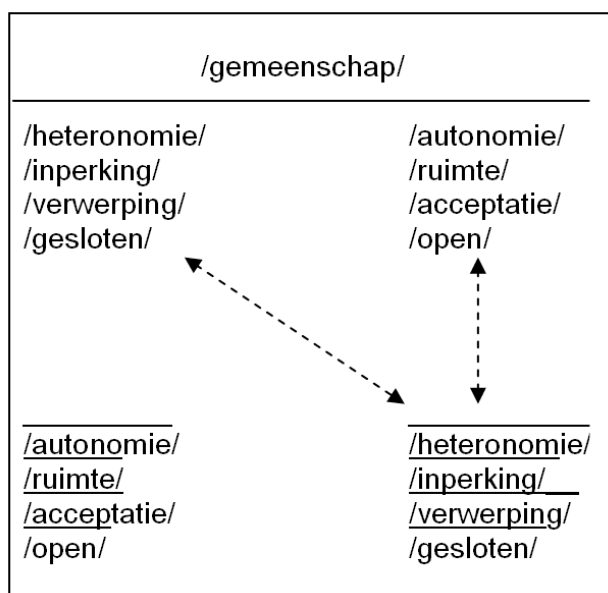 /gemeenschap/
/heteronomie/
/inperking/
/verwerping/
/gesloten/
/autonomie/
/ruimte/
/acceptatie/
/open/
/autonomie/
/ruimte/
/acceptatie/
/open/
/heteronomie/
/inperking/
/verwerping/
/gesloten/